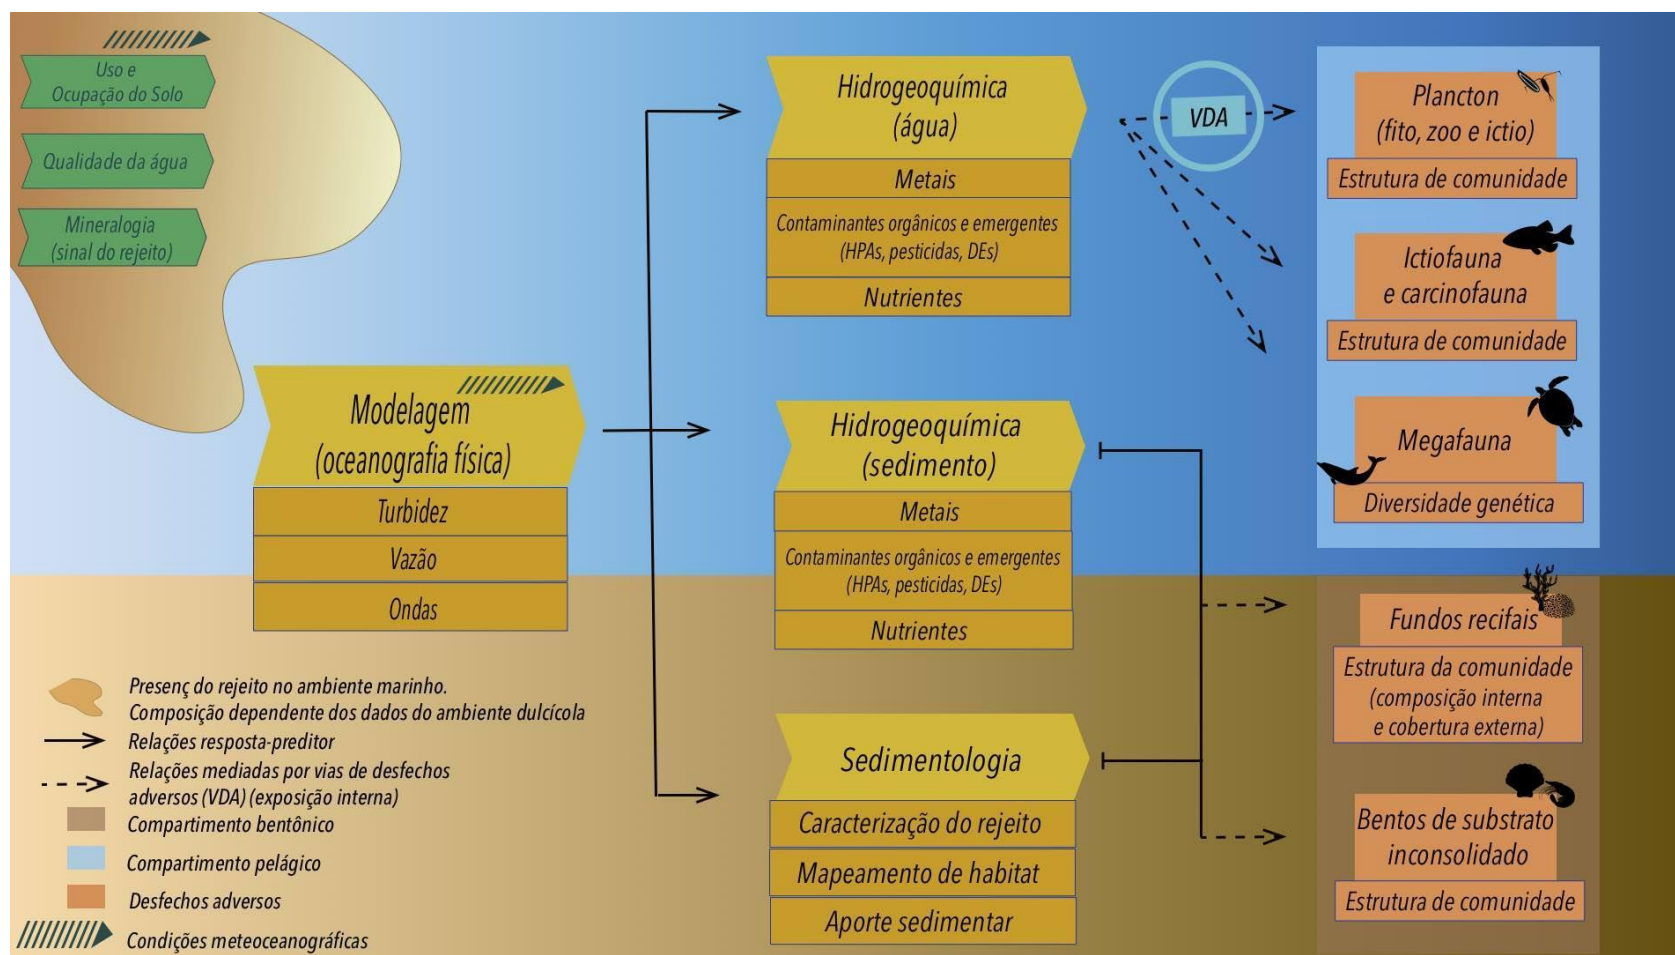 Uso e
Ocupação do Solo
Qualidade da água
Mineralogia
(sinal do rejeito)
Modelagem
(oceanografia física)
Turbidez
Vazão
Ondas
Hidrogeoquímica
(água)
Metais
Contaminantes orgânicos e emergentes
(HPAs, pesticidas, DEs)
Nutrientes
Hidrogeoquímica
(sedimento)
Metais
Contaminantes orgânicos e emergentes
(HPAs, pesticidas, DEs)
Nutrientes
Sedimentologia
Caracterização do rejeito
Mapeamento de habitat
Aporte sedimentar
VDA
Plancton
(fito, zoo e ictio)
Estrutura de comunidade
Ictiofauna
e carcinofauna
Estrutura de comunidade
Megafauna
Diversidade genética
Fundos recifais
Estrutura da comunidade
(composição interna
e cobertura externa)
Bentos de substrato
inconsolidado
Estrutura de comunidade
Presenç do rejeito no ambiente marinho.
Composição dependente dos dados do ambiente dulcícola
Relações resposta-preditor
Relações mediadas por vias de desfechos
adversos (VDA) (exposição interna)
Compartimento bentônico
Compartimento pelágico
Desfechos adversos
Condições meteoceanográficas